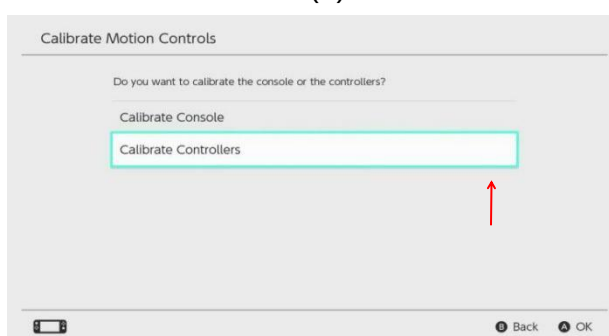 Calibrate Motion Controls
Do you want to calibrate the console or the controllers?
Calibrate Console
Calibrate Controllers
B Back A OK